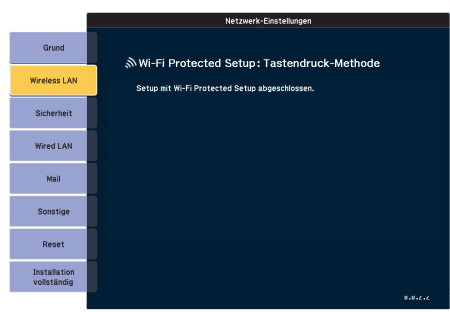 Netzwerk-Einstellungen
Grund
Wireless LAN
Sicherheit
Wired LAN
Mail
Sonstige
Reset
Installation
vollständig
Wi-Fi Protected Setup: Tastendruck-Methode
Setup mit Wi-Fi Protected Setup abgeschlossen.